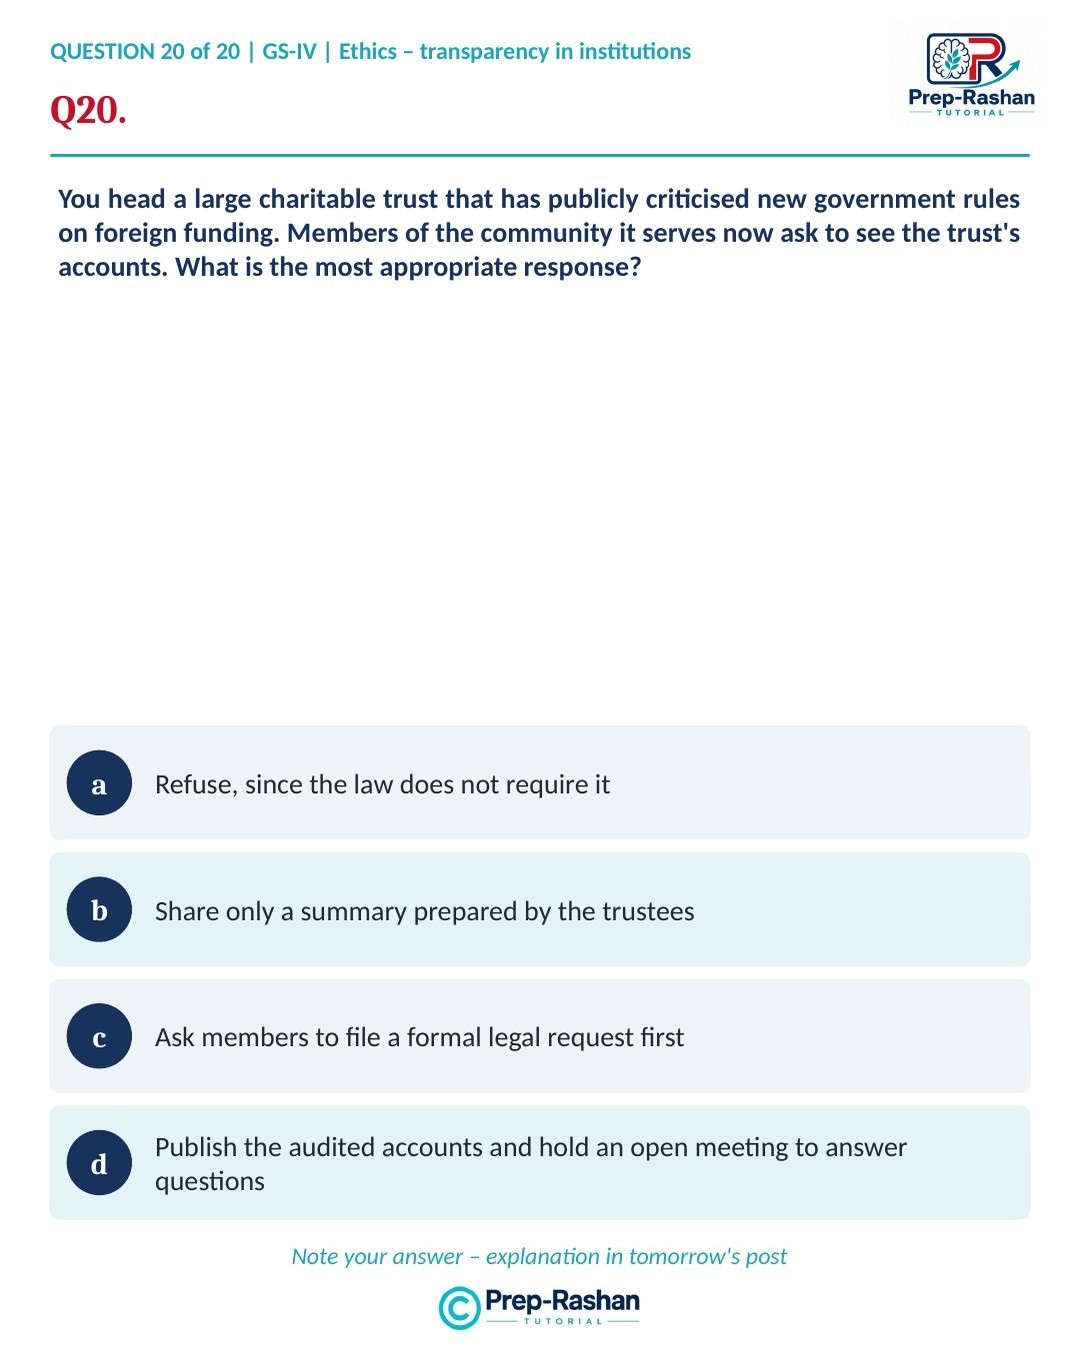 QUESTION 20 of 20 | GS-IV | Ethics – transparency in institutions
Q20.
Prep-Rashan
TUTORIAL
You head a large charitable trust that has publicly criticised new government rules
on foreign funding. Members of the community it serves now ask to see the trust's
accounts. What is the most appropriate response?
a
Refuse, since the law does not require it
b
Share only a summary prepared by the trustees
c
Ask members to file a formal legal request first
d
Publish the audited accounts and hold an open meeting to answer
questions
Note your answer – explanation in tomorrow's post
© Prep-Rashan
TUTORIAL